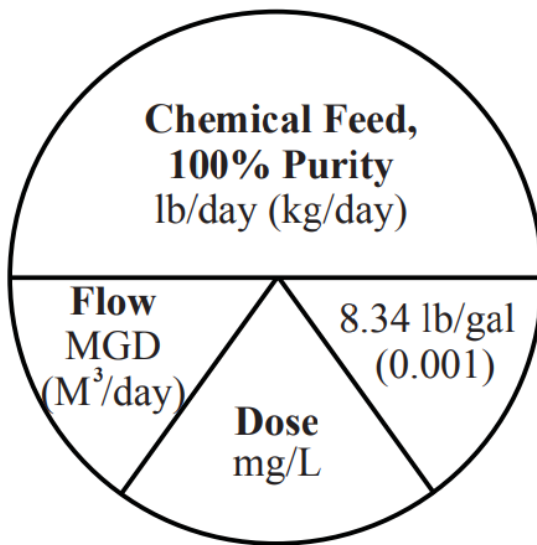 Chemical Feed,
100% Purity
lb/day (kg/day)
Flow
MGD
(M³/day)
8.34 lb/gal
(0.001)
Dose
mg/L